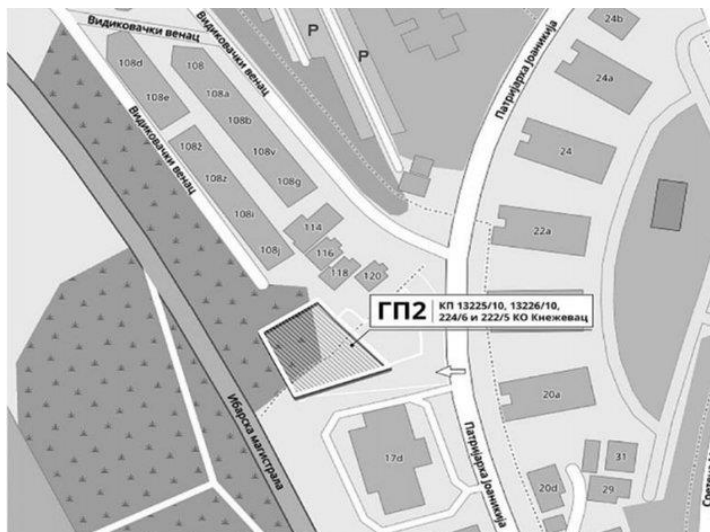 Видиковачки венац
Видиковачки венац
Видиковачки венац
P
P
24b
24a
24
22a
20a
20d
31
29
17d
108d
108e
108
108a
108b
108v
108g
108ž
108z
108i
108j
114
116
118
120
ГП2
КП 13225/10, 13226/10,
224/6 и 222/5 КО Кнежевац
Патријарха Јоаникија
Патријарха Јоаникија
Ибарска магистрала